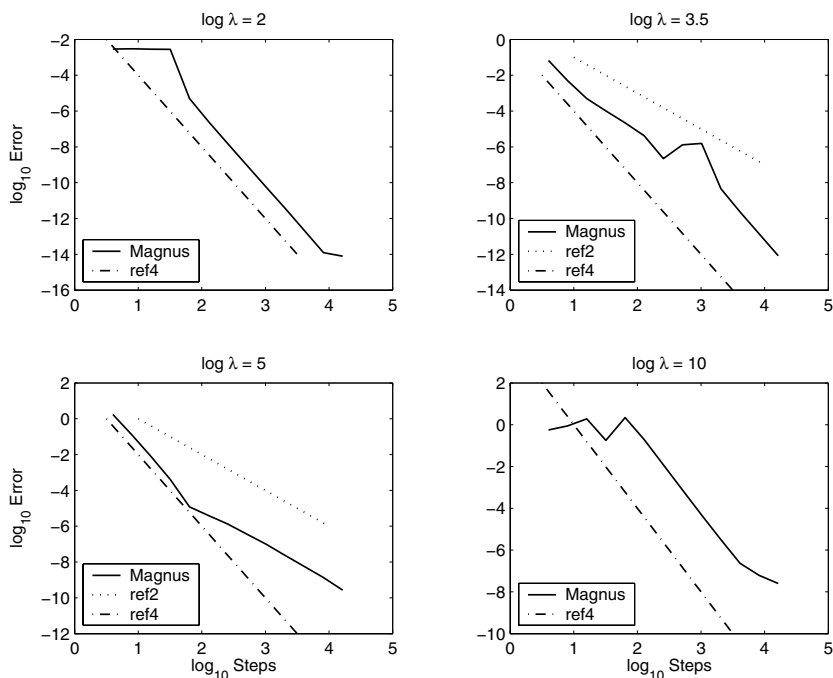 log λ = 2
log₁₀ Error
-2
-4
-6
-8
-10
-12
-14
-16
0 1 2 3 4 5
Magnus
ref4
log λ = 3.5
0
-2
-4
-6
-8
-10
-12
-14
0 1 2 3 4 5
Magnus
ref2
ref4
log λ = 5
log₁₀ Error
2
0
-2
-4
-6
-8
-10
-12
0 1 2 3 4 5
log₁₀ Steps
Magnus
ref2
ref4
log λ = 10
2
0
-2
-4
-6
-8
-10
0 1 2 3 4 5
log₁₀ Steps
Magnus
ref4